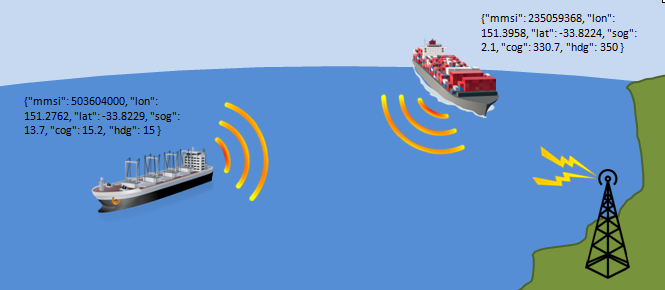 {"mmsi": 235059368, "lon":
151.3958, "lat": -33.8224, "sog":
2.1, "cog": 330.7, "hdg": 350 }
{"mmsi": 503604000, "lon":
151.2762, "lat": -33.8229, "sog":
13.7, "cog": 15.2, "hdg": 15 }